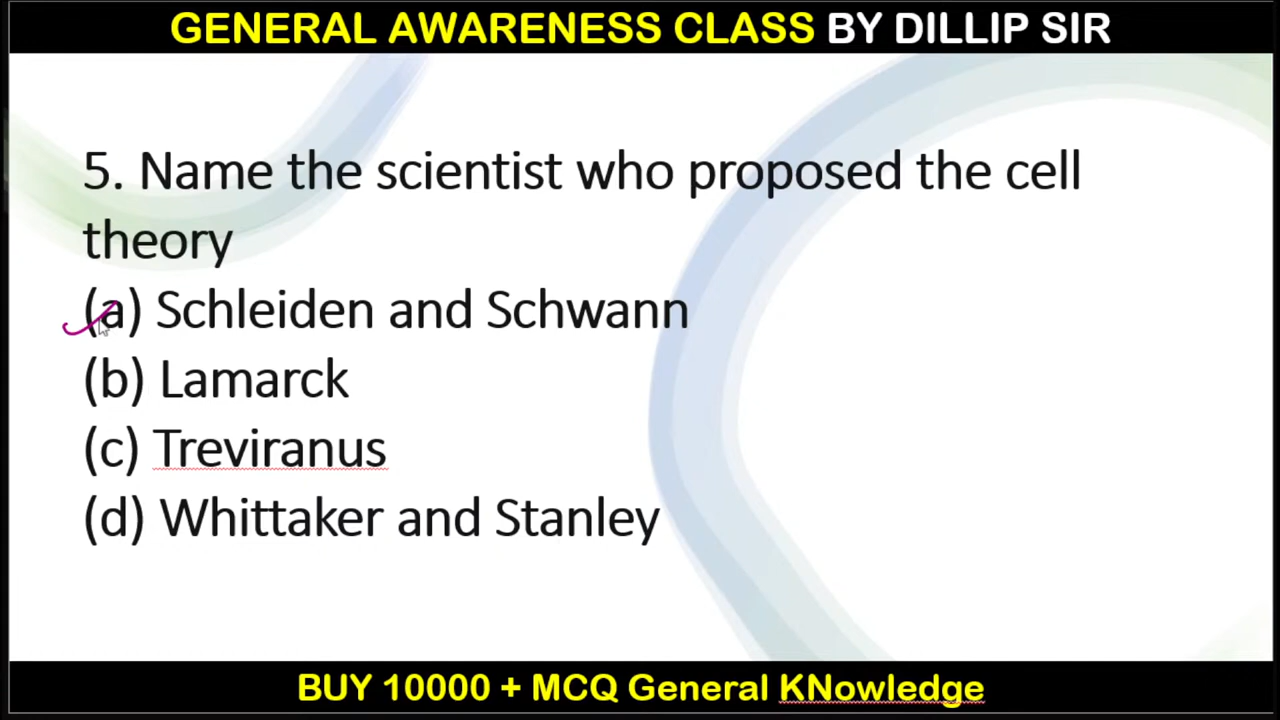 GENERAL AWARENESS CLASS BY DILLIP SIR
5. Name the scientist who proposed the cell
theory
(a) Schleiden and Schwann
(b) Lamarck
(c) Treviranus
(d) Whittaker and Stanley
BUY 10000 + MCQ General KNowledge